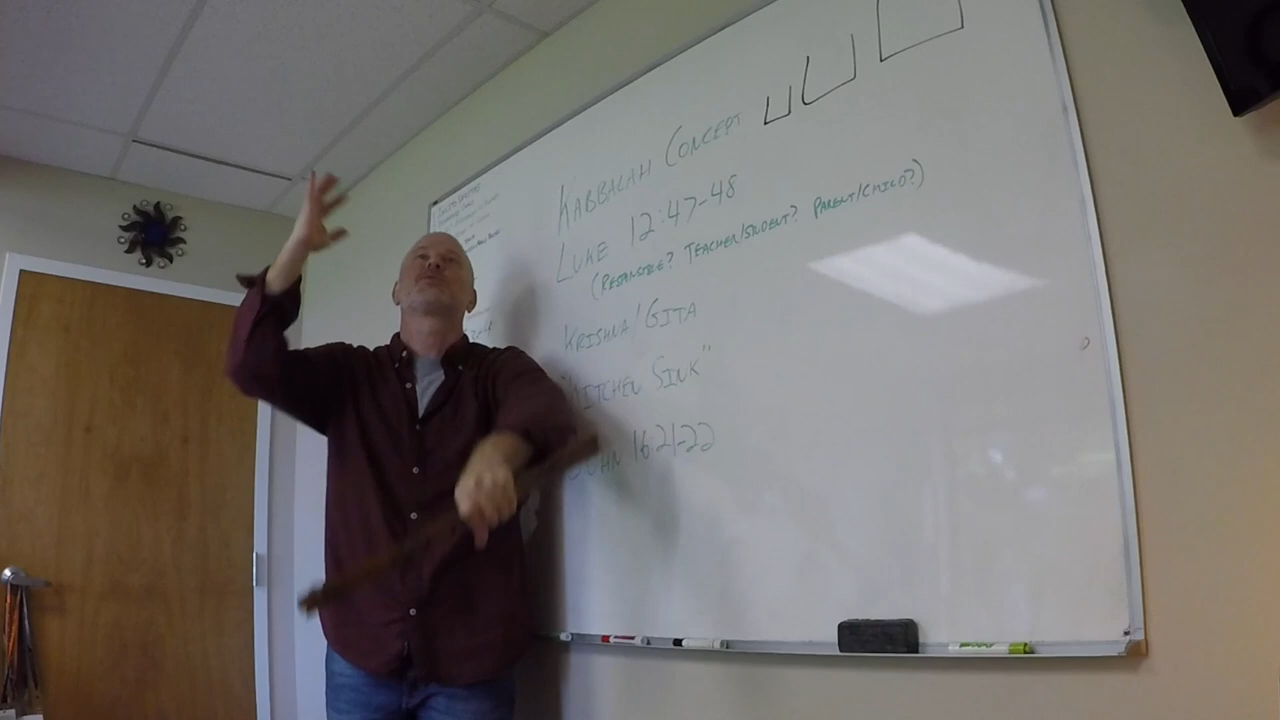 KABBALAH CONCEPT
LUKE 12:47-48
(RESPONSIBLE? TEACHER/STUDENT? PARENT/CHILD?)
KRISHNA/GITA
"KITCHEN SINK"
JOHN 16:21-22